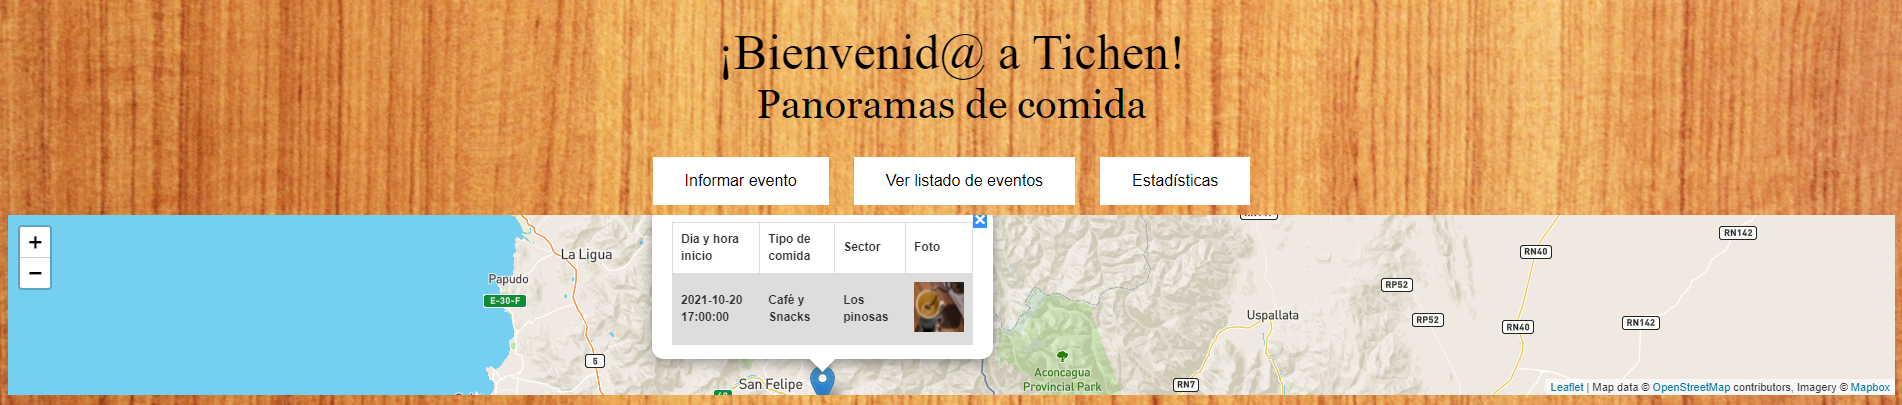 ¡Bienvenid@ a Tichen!
Panoramas de comida
Informar evento
Ver listado de eventos
Estadísticas
+
−
La Ligua
Papudo
E-30-F
5
San Felipe
×
Dia y hora
inicio
Tipo de
comida
Sector
Foto
2021-10-20
17:00:00
Café y
Snacks
Los
pinosas
Aconcagua
Provincial Park
Uspallata
RN7
RN40
RN142
RP52
RP52
RN40
RN142
Leaflet | Map data © OpenStreetMap contributors, Imagery © Mapbox